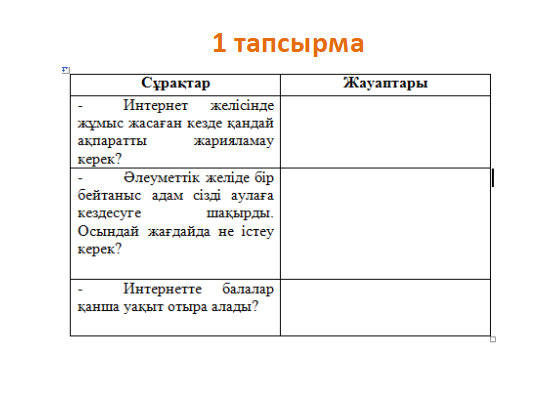 1 тапсырма
Сұрақтар Жауаптары
- Интернет желісінде
жұмыс жасаған кезде қандай
ақпаратты жарияламау
керек?
- Әлеуметтік желіде бір
бейтаныс адам сізді аулаға
кездесуге шақырды.
Осындай жағдайда не істеу
керек?
- Интернетте балалар
қанша уақыт отыра алады?